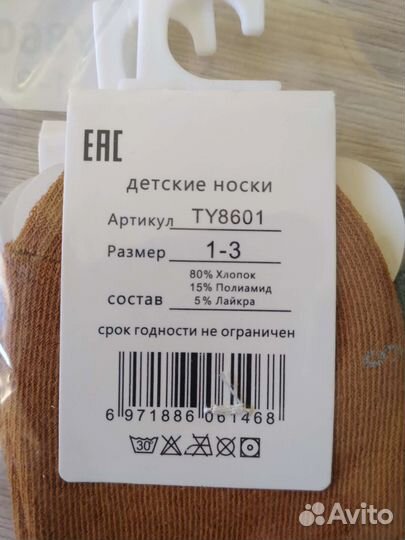 EAC
детские носки
Артикул TY8601
Размер 1-3
80% Хлопок
15% Полиамид
состав 5% Лайкра
срок годности не ограничен
6 971886 061468
30
Avito